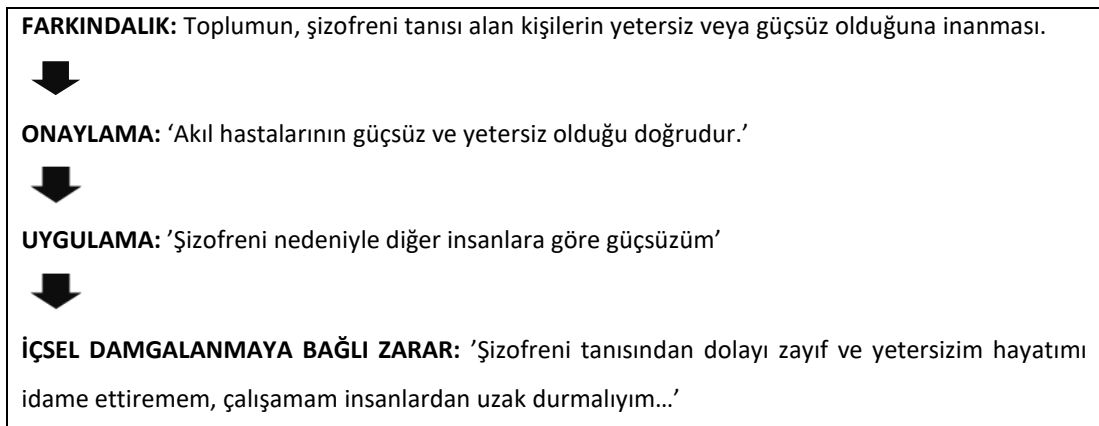 FARKINDALIK: Toplumun, şizofreni tanısı alan kişilerin yetersiz veya güçsüz olduğuna inanması.
ONAYLAMA: ‘Akıl hastalarının güçsüz ve yetersiz olduğu doğrudur.’
UYGULAMA: ’Şizofreni nedeniyle diğer insanlara göre güçsüzüm’
İÇSEL DAMGALANMAYA BAĞLI ZARAR: ’Şizofreni tanısından dolayı zayıf ve yetersizim hayatımı
idame ettiremem, çalışamam insanlardan uzak durmalıyım…’